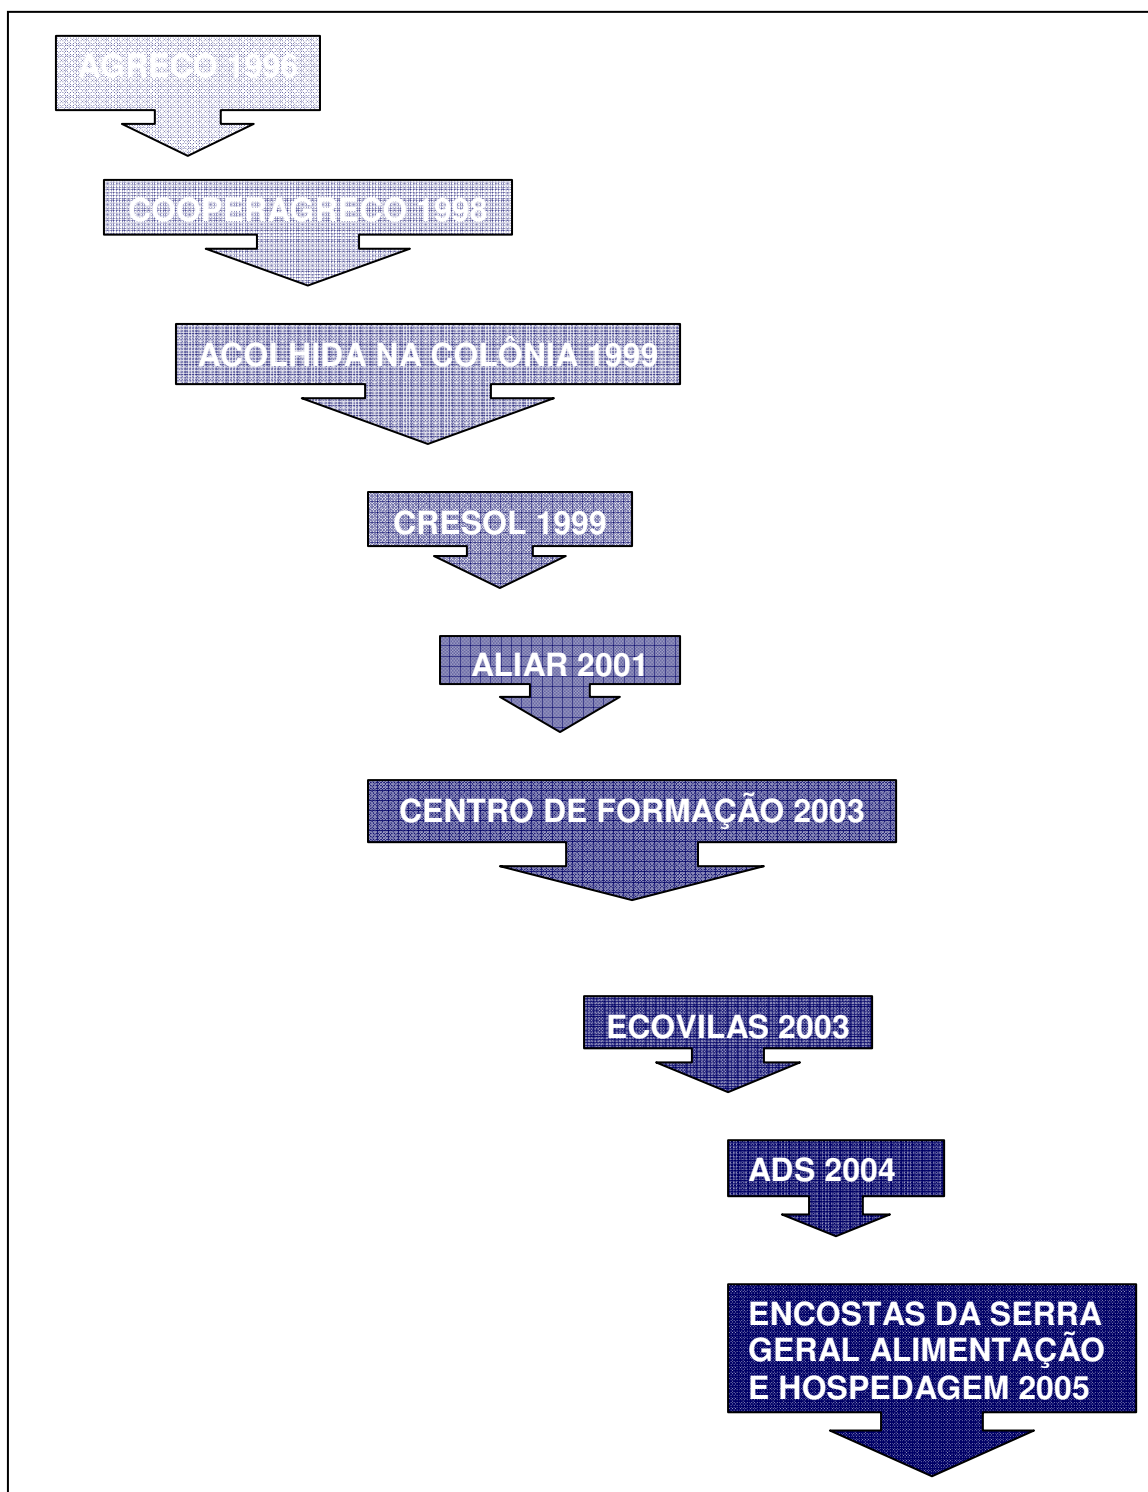 AGRECO 1996
COOPERAGRECO 1998
ACOLHIDA NA COLÔNIA 1999
CRESOL 1999
ALIAR 2001
CENTRO DE FORMAÇÃO 2003
ECOVILAS 2003
ADS 2004
ENCOSTAS DA SERRA
GERAL ALIMENTAÇÃO
E HOSPEDAGEM 2005